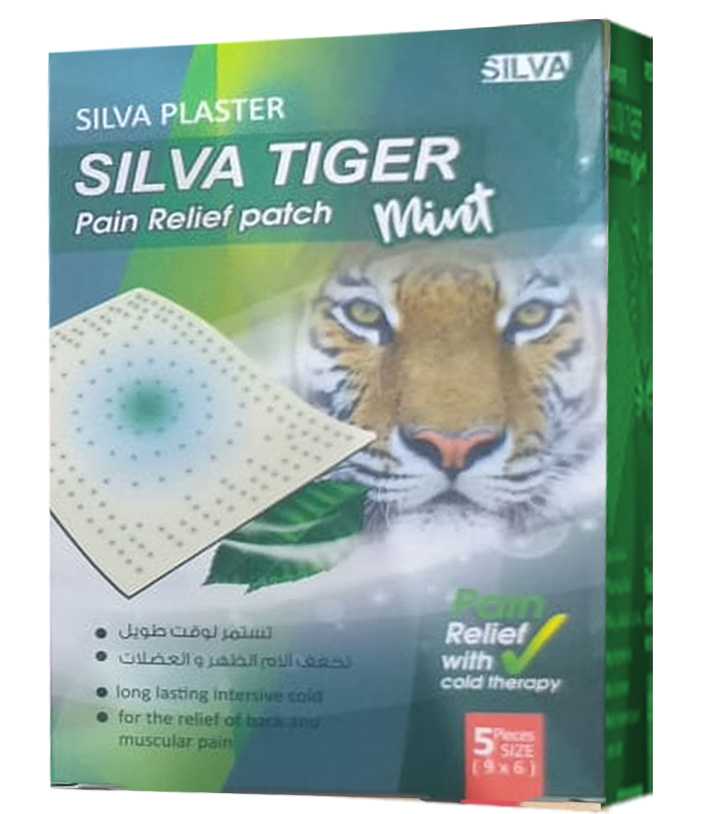 SILVA
SILVA PLASTER
SILVA TIGER
Pain Relief patch
Mint
تستمر لوقت طويل
تخفف آلام الظهر و العضلات
long lasting intersive cold
for the relief of back and
muscular pain
Pain
Relief
with
cold therapy
5 Pieces
SIZE
( 9 x 6 )